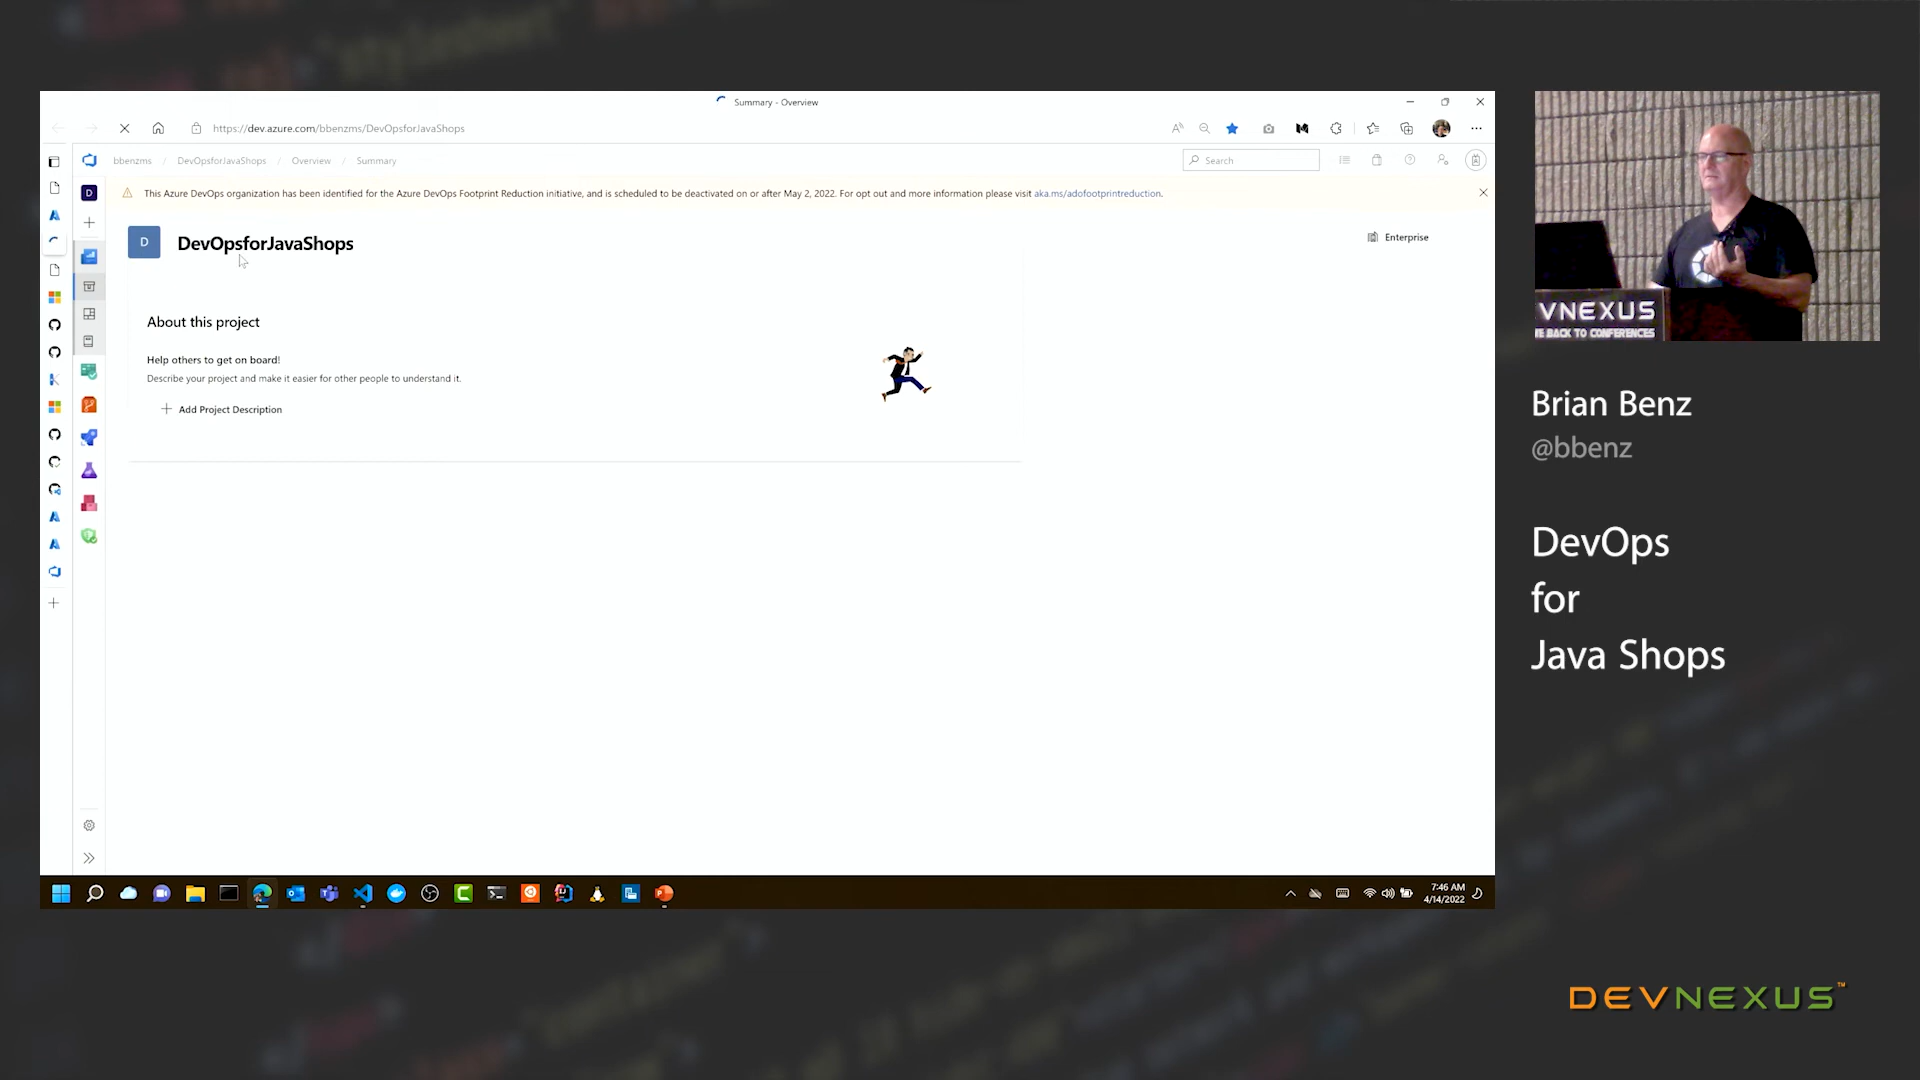 Summary - Overview
https://dev.azure.com/bbenzms/DevOpsforJavaShops
bbenzms / DevOpsforJavaShops / Overview / Summary
Search
D
This Azure DevOps organization has been identified for the Azure DevOps Footprint Reduction initiative, and is scheduled to be deactivated on or after May 2, 2022. For opt out and more information please visit aka.ms/adofootprintreduction.
D
DevOpsforJavaShops
Enterprise
About this project
Help others to get on board!
Describe your project and make it easier for other people to understand it.
+ Add Project Description
7:46 AM
4/14/2022
VNEXUS
E BACK TO CONFERENCES
Brian Benz
@bbenz
DevOps
for
Java Shops
DEVNEXUS™